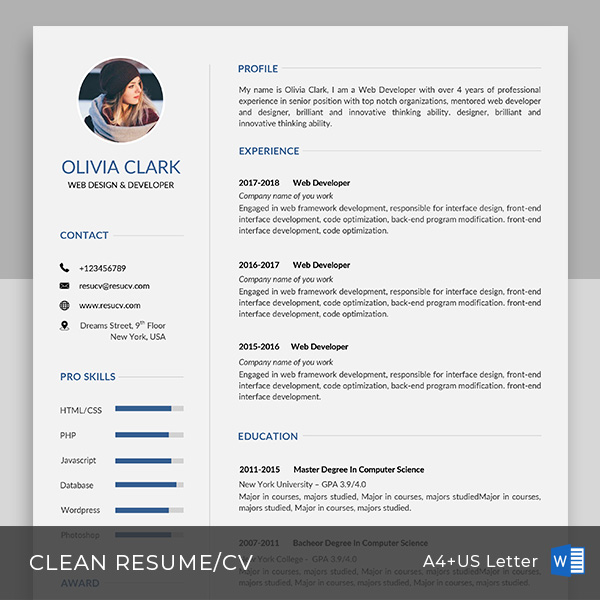 OLIVIA CLARK
WEB DESIGN & DEVELOPER
CONTACT
+123456789
resucv@resucv.com
www.resucv.com
Dreams Street, 9th Floor
New York, USA
PRO SKILLS
HTML/CSS
PHP
Javascript
Database
Wordpress
Photoshop
AWARD
PROFILE
My name is Olivia Clark, I am a Web Developer with over 4 years of professional
experience in senior position with top notch organizations, mentored web developer
and designer, brilliant and innovative thinking ability. designer, brilliant and
innovative thinking ability.
EXPERIENCE
2017-2018 Web Developer
Company name of you work
Engaged in web framework development, responsible for interface design, front-end
interface development, code optimization, back-end program modification. front-end
interface development, code optimization.
2016-2017 Web Developer
Company name of you work
Engaged in web framework development, responsible for interface design, front-end
interface development, code optimization, back-end program modification. front-end
interface development, code optimization.
2015-2016 Web Developer
Company name of you work
Engaged in web framework development, responsible for interface design, front-end
interface development, code optimization, back-end program modification. front-end
interface development.
EDUCATION
2011-2015 Master Degree In Computer Science
New York University – GPA 3.9/4.0
Major in courses, majors studied, Major in courses, majors studiedMajor in courses,
majors studied, Major in courses, majors studied.
2007-2011 Bacheor Degree In Computer Science
New York College - GPA 3.9/4.0
Major in courses, majors studied, Major in courses, majors studiedMajor in courses,
majors studied, Major in courses, majors studied.
CLEAN RESUME/CV
A4+US Letter
W